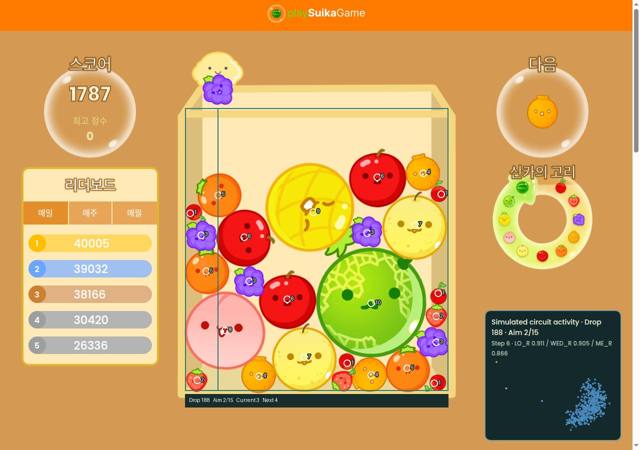 playSuikaGame
스코어
1787
최고 점수
0
리더보드
매일
매주
매월
1 40005
2 39032
3 38166
4 30420
5 26336
다음
신카의 고리
Simulated circuit activity · Drop
188 · Aim 2/15
Step 6 · LO_R 0.911 / WED_R 0.905 / ME_R
0.866
Drop 188 Aim 2/15 Current 3 Next 4